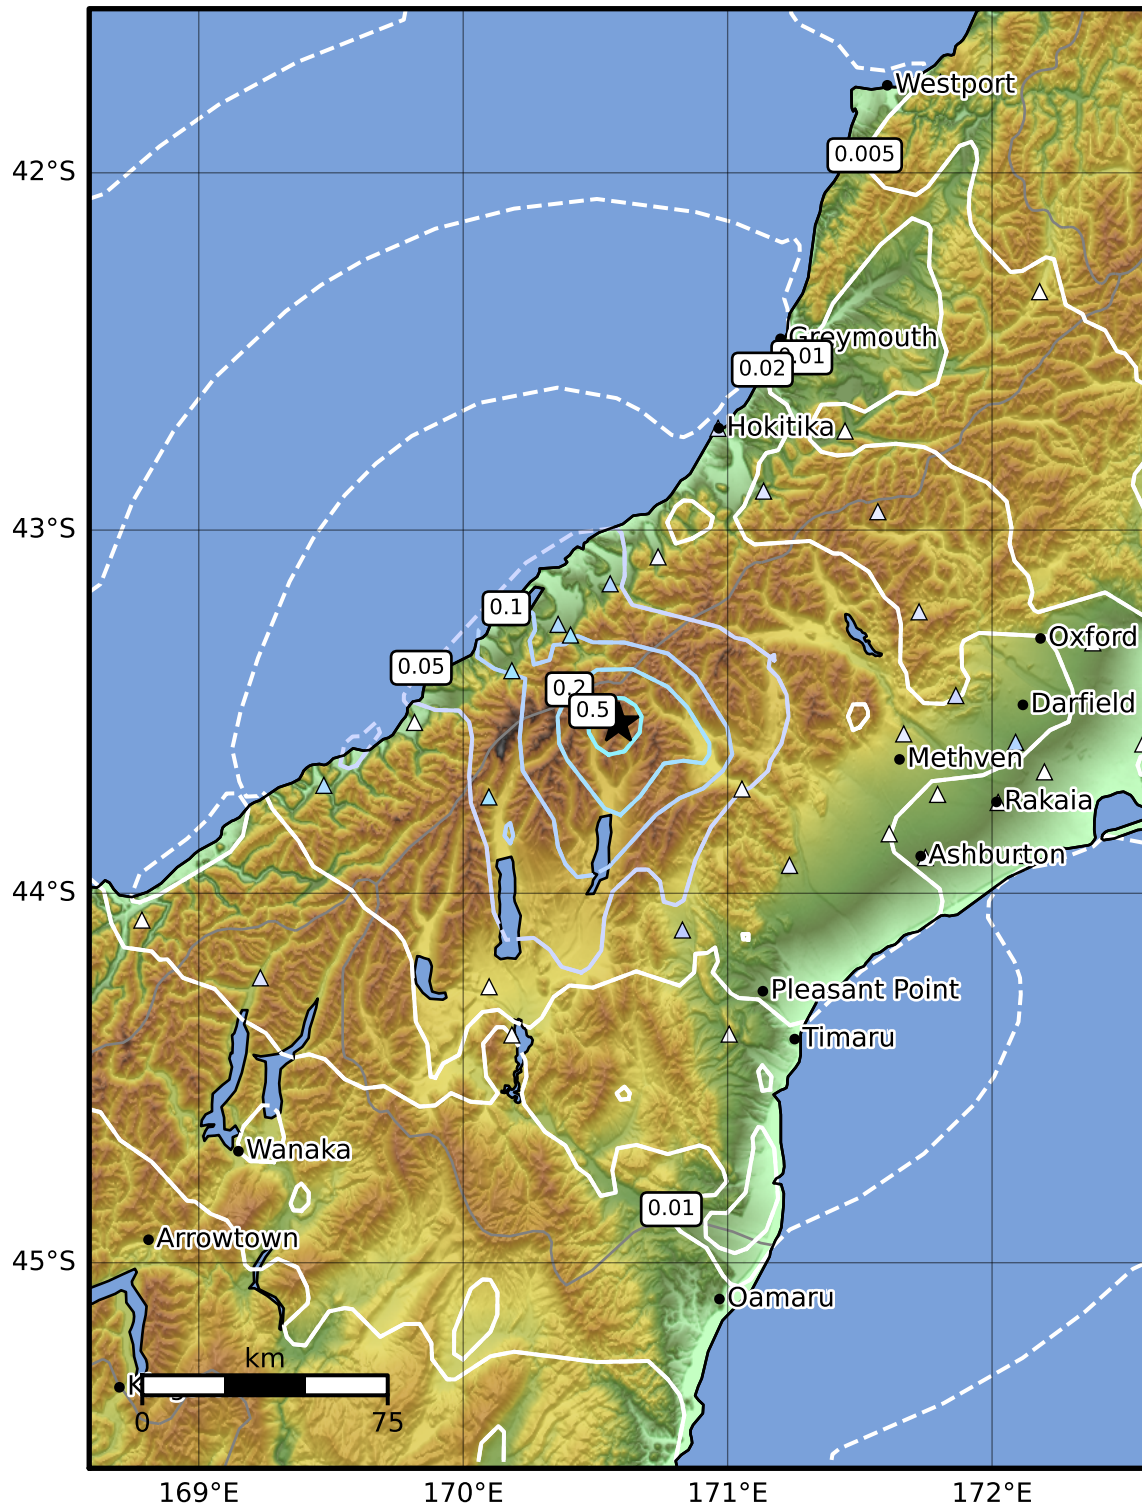 Westport
42°S
0.005
Greymouth
0.01
0.02
Hokitika
43°S
0.1
Oxford
0.05
0.2
0.5
Darfield
Methven
Rakaia
Ashburton
44°S
Pleasant Point
Timaru
Wanaka
0.01
Arrowtown
45°S
Oamaru
km
0
75
169°E
170°E
171°E
172°E